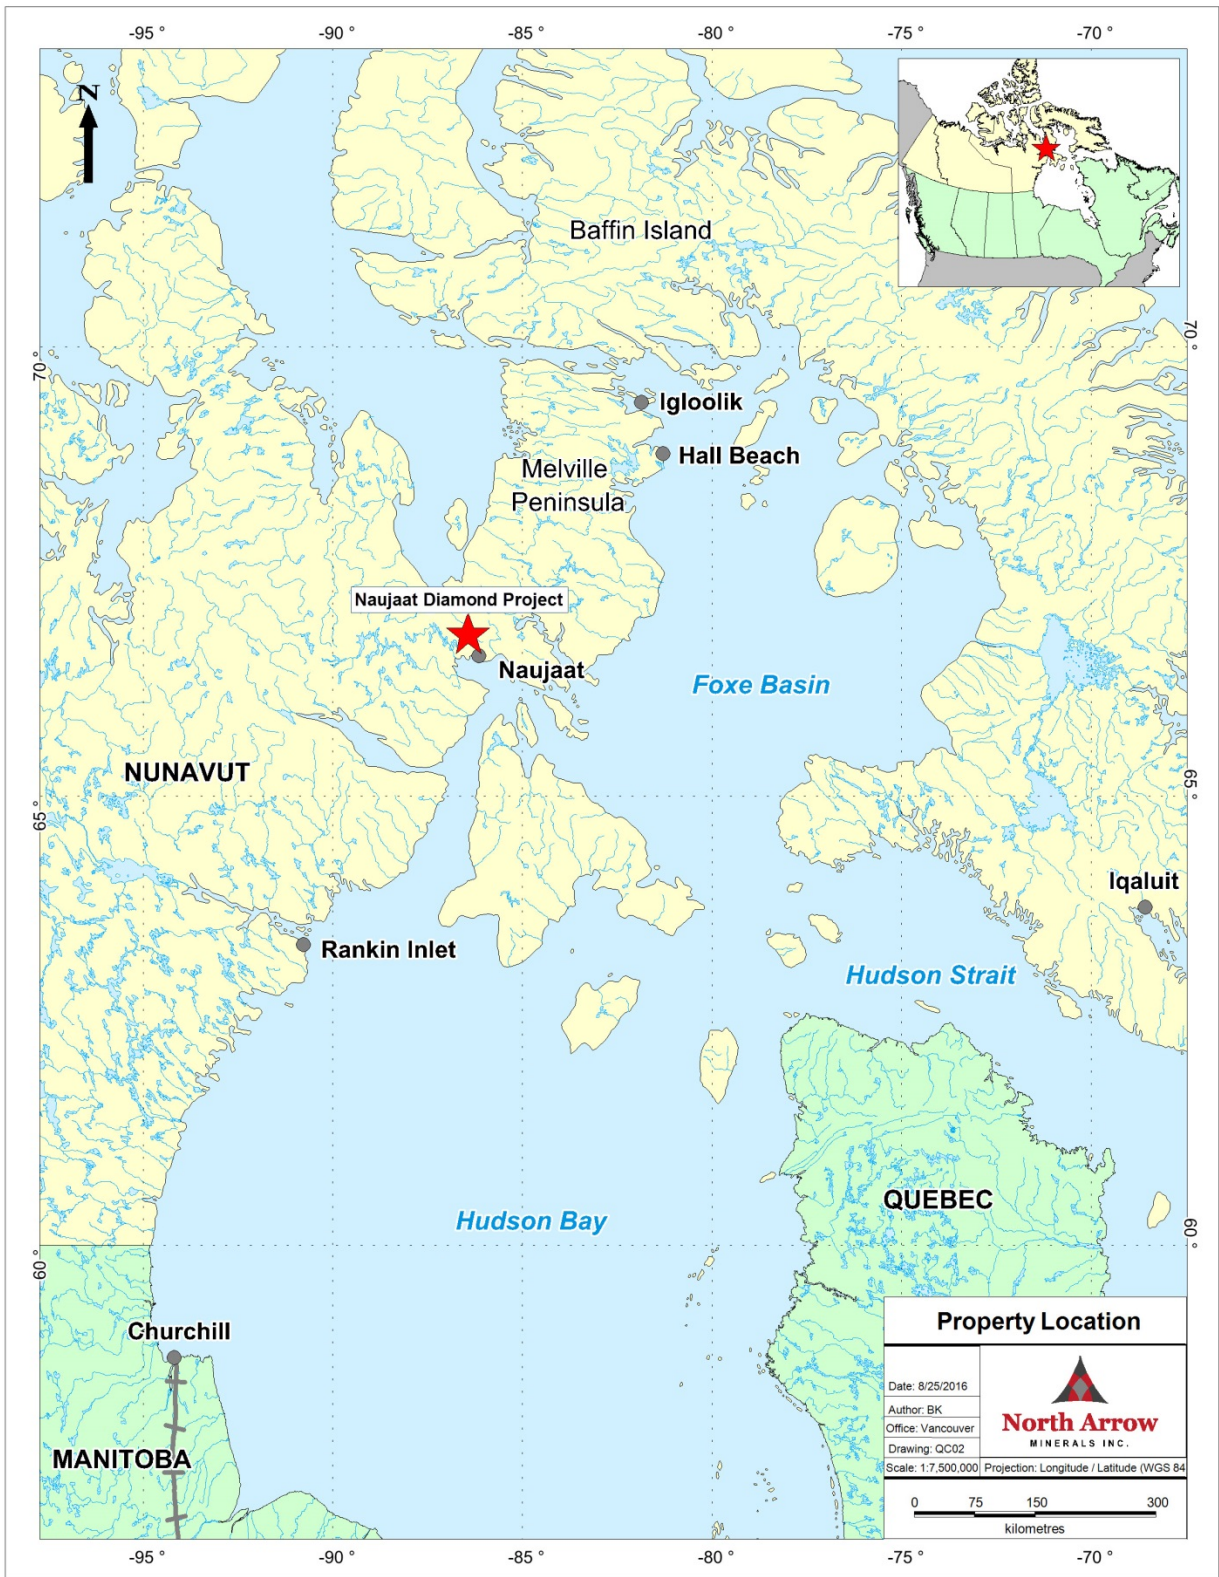 -95 °
-90 °
-85 °
-80 °
-75 °
-70 °
N
Baffin Island
70 °
70 °
Igloolik
Hall Beach
Melville
Peninsula
Naujaat Diamond Project
Naujaat
Foxe Basin
NUNAVUT
65 °
65 °
Iqaluit
Rankin Inlet
Hudson Strait
QUEBEC
Hudson Bay
60 °
60 °
Churchill
MANITOBA
Property Location
Date: 8/25/2016
Author: BK
Office: Vancouver
Drawing: QC02
North Arrow
MINERALS INC.
Scale: 1:7,500,000
Projection: Longitude / Latitude (WGS 84
0 75 150 300
kilometres
-95 °
-90 °
-85 °
-80 °
-75 °
-70 °